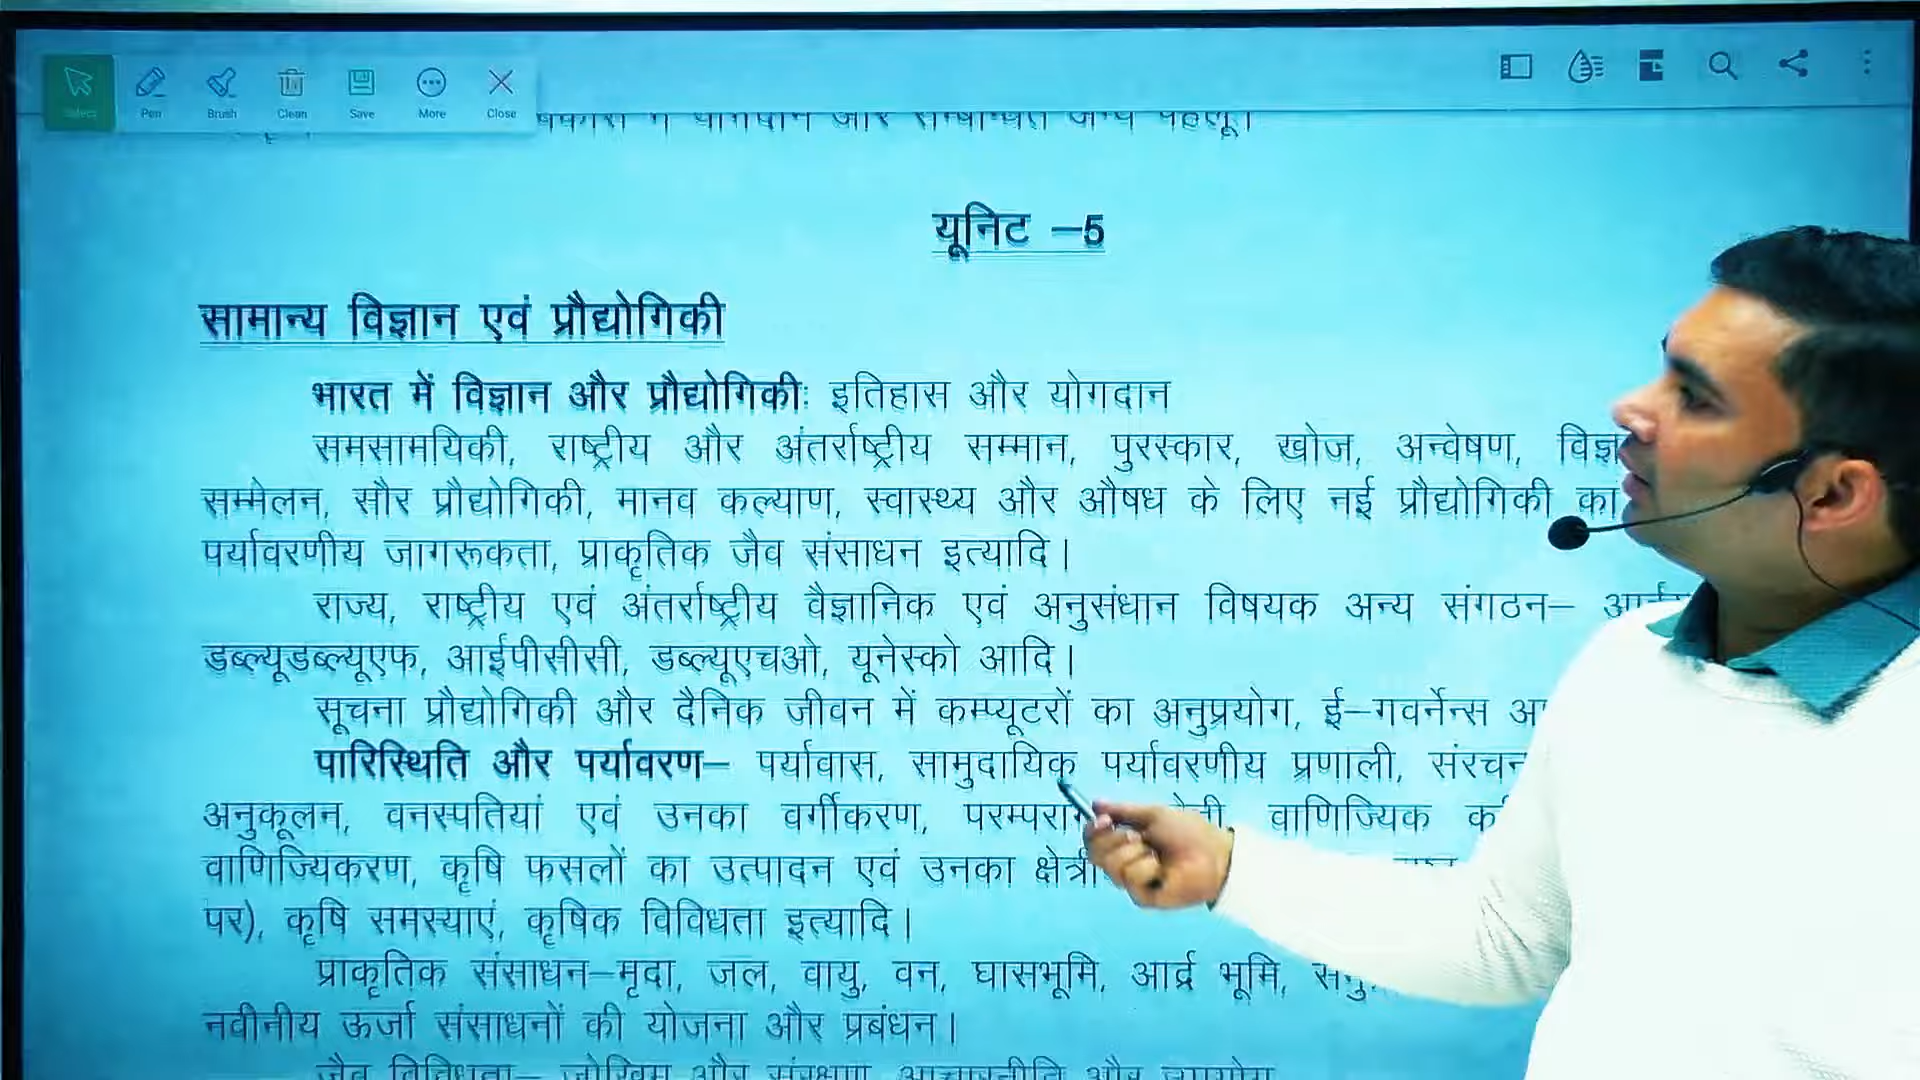 Select Pen Brush Clean Save More Close
यूनिट –5
सामान्य विज्ञान एवं प्रौद्योगिकी
भारत में विज्ञान और प्रौद्योगिकीः इतिहास और योगदान
समसामयिकी, राष्ट्रीय और अंतर्राष्ट्रीय सम्मान, पुरस्कार, खोज, अन्वेषण,
सम्मेलन, सौर प्रौद्योगिकी, मानव कल्याण, स्वास्थ्य और औषध के लिए नई प्रौद्योगिकी का
पर्यावरणीय जागरूकता, प्राकृतिक जैव संसाधन इत्यादि।
राज्य, राष्ट्रीय एवं अंतर्राष्ट्रीय वैज्ञानिक एवं अनुसंधान विषयक अन्य संगठन–
डब्ल्यूडब्ल्यूएफ, आईपीसीसी, डब्ल्यूएचओ, यूनेस्को आदि।
सूचना प्रौद्योगिकी और दैनिक जीवन में कम्प्यूटरों का अनुप्रयोग, ई–गवर्नेन्स
पारिस्थिति और पर्यावरण– पर्यावास, सामुदायिक पर्यावरणीय प्रणाली,
अनुकूलन, वनस्पतियां एवं उनका वर्गीकरण, वाणिज्यिक
वाणिज्यिकरण, कृषि फसलों का उत्पादन एवं उनका
पर), कृषि समस्याएं, कृषिक विविधता इत्यादि।
प्राकृतिक संसाधन–मृदा, जल, वायु, वन, घासभूमि, आर्द्र भूमि,
नवीनीय ऊर्जा संसाधनों की योजना और प्रबंधन।